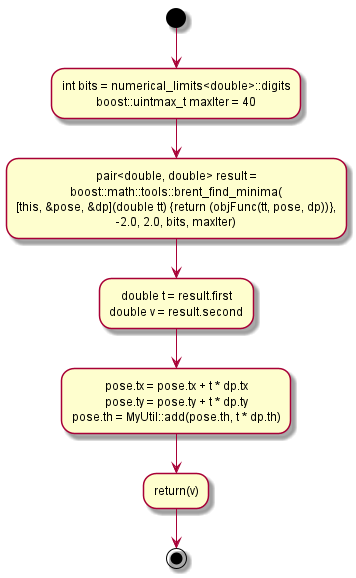 int bits = numerical_limits<double>::digits
boost::uintmax_t maxIter = 40
pair<double, double> result =
boost::math::tools::brent_find_minima(
[this, &pose, &dp](double tt) {return (objFunc(tt, pose, dp))},
-2.0, 2.0, bits, maxIter)
double t = result.first
double v = result.second
pose.tx = pose.tx + t * dp.tx
pose.ty = pose.ty + t * dp.ty
pose.th = MyUtil::add(pose.th, t * dp.th)
return(v)